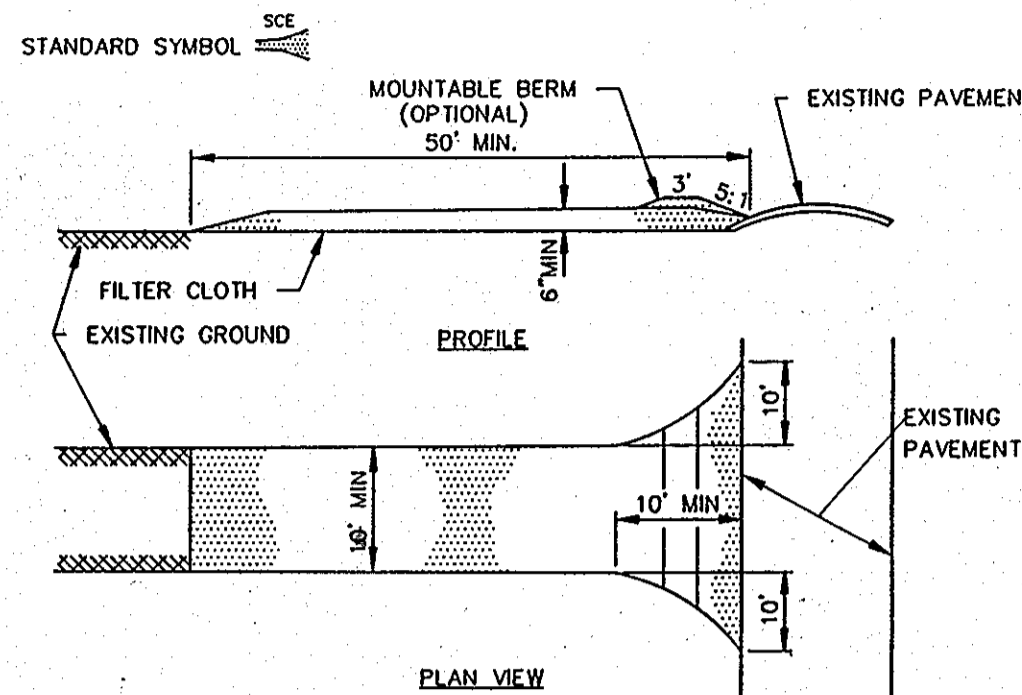 SCE
STANDARD SYMBOL
MOUNTABLE BERM
(OPTIONAL)
50' MIN.
EXISTING PAVEMEN
3'
5:1
6"MIN
FILTER CLOTH
EXISTING GROUND
PROFILE
10'
EXISTING
PAVEMENT
10' MIN
10' MIN
10'
PLAN VIEW